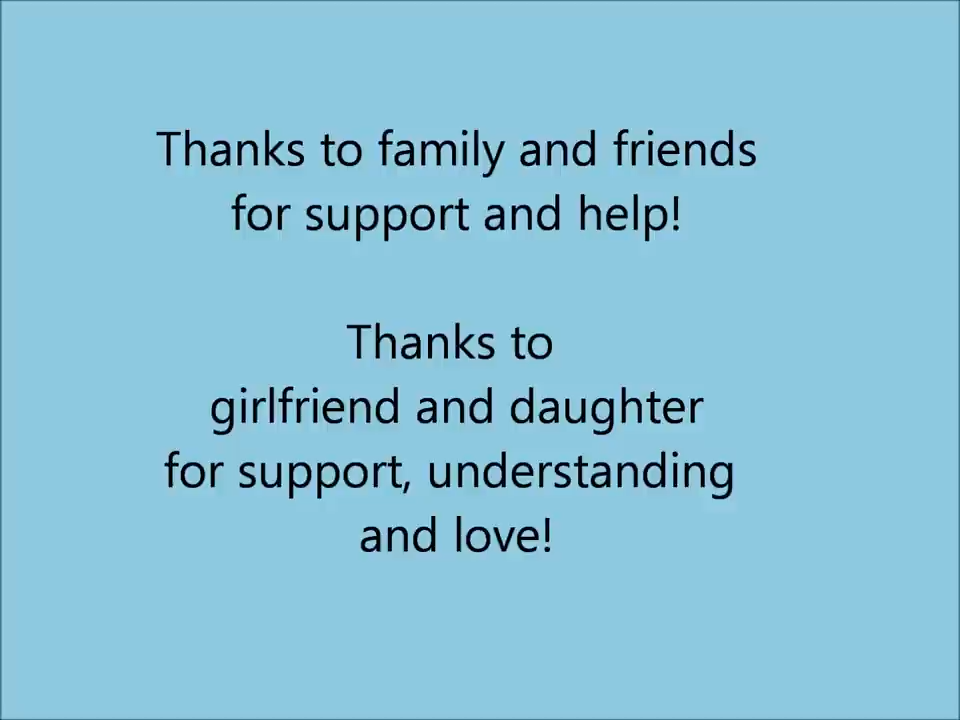 Thanks to family and friends
for support and help!
Thanks to
girlfriend and daughter
for support, understanding
and love!